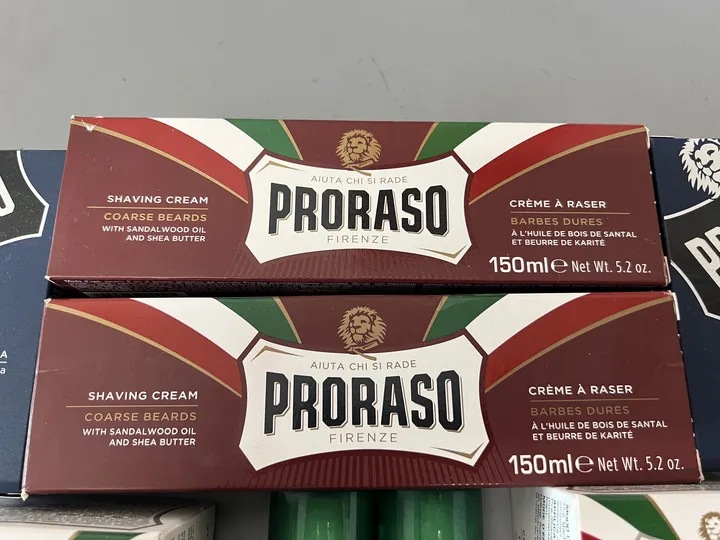 SHAVING CREAM
COARSE BEARDS
WITH SANDALWOOD OIL
AND SHEA BUTTER
AIUTA CHI SI RADE
PRORASO
FIRENZE
CRÈME À RASER
BARBES DURES
À L'HUILE DE BOIS DE SANTAL
ET BEURRE DE KARITÉ
150ml℮ Net Wt. 5.2 oz.
SHAVING CREAM
COARSE BEARDS
WITH SANDALWOOD OIL
AND SHEA BUTTER
AIUTA CHI SI RADE
PRORASO
FIRENZE
CRÈME À RASER
BARBES DURES
À L'HUILE DE BOIS DE SANTAL
ET BEURRE DE KARITÉ
150ml℮ Net Wt. 5.2 oz.